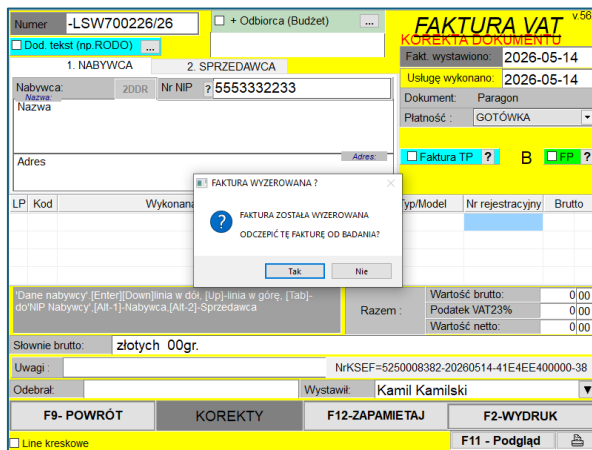 Numer -LSW700226/26 + Odbiorca (Budżet) ... FAKTURA VAT v.56
KOREKTA DOKUMENTU
Dod. tekst (np.RODO) ...
Fakt. wystawiono: 2026-05-14
1. NABYWCA 2. SPRZEDAWCA
Usługę wykonano: 2026-05-14
Nabywca: 2DDR Nr NIP ? 5553332233
Nazwa:
Dokument: Paragon
Nazwa
Płatność : GOTÓWKA
Adres Adres:
Faktura TP ? B FP ?
FAKTURA WYZEROWANA ?
LP Kod Wykonana Typ/Model Nr rejestracyjny Brutto
FAKTURA ZOSTAŁA WYZEROWANA
ODCZEPIĆ TĘ FAKTURĘ OD BADANIA?
Tak Nie
'Dane nabywcy'.[Enter][Down]linia w dół, [Up]-linia w górę, [Tab]-
do'NIP Nabywcy',[Alt-1]-Nabywca,[Alt-2]-Sprzedawca
Razem :
Wartość brutto: 0 00
Podatek VAT23% 0 00
Wartość netto: 0 00
Słownie brutto: złotych 00gr.
Uwagi : NrKSEF=5250008382-20260514-41E4EE400000-38
Odebrał: Wystawił: Kamil Kamilski
F9- POWRÓT KOREKTY F12-ZAPAMIETAJ F2-WYDRUK
Line kreskowe F11 - Podgląd